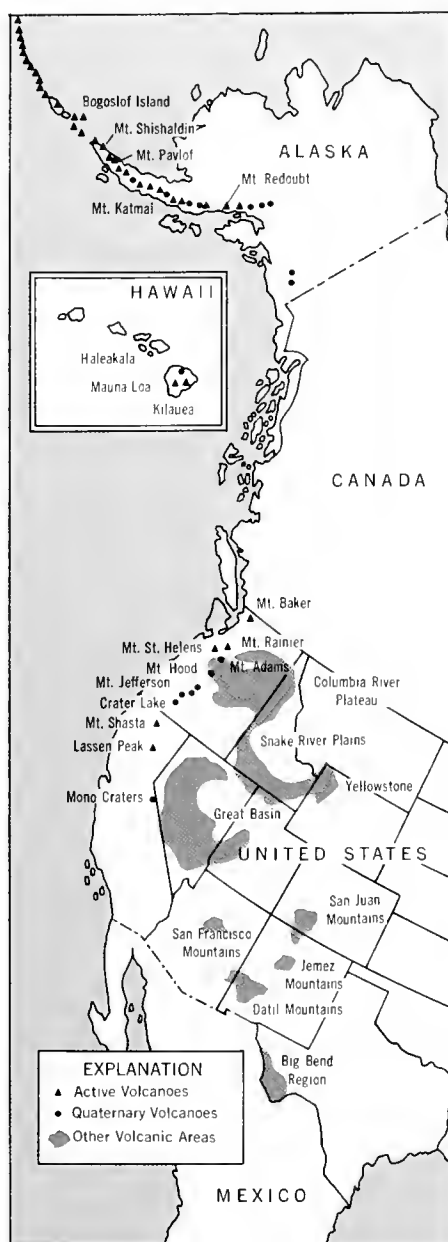 Bogoslof Island
Mt. Shishaldin
Mt. Pavlof
ALASKA
Mt. Redoubt
Mt. Katmai
HAWAII
Haleakala
Mauna Loa
Kilauea
CANADA
Mt. Baker
Mt. St. Helens
Mt. Rainier
Mt. Hood
Mt. Adams
Mt. Jefferson
Columbia River
Plateau
Crater Lake
Mt. Shasta
Snake River Plains
Lassen Peak
Yellowstone
Mono Craters
Great Basin
UNITED STATES
San Juan
Mountains
San Francisco
Mountains
Jemez
Mountains
Datil Mountains
Big Bend
Region
EXPLANATION
Active Volcanoes
Quaternary Volcanoes
Other Volcanic Areas
MEXICO